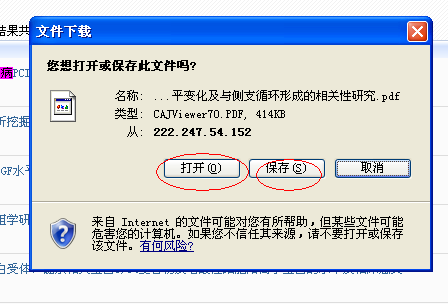 文件下载
结果共
您想打开或保存此文件吗?
病PCI
名称: ...平变化及与侧支循环形成的相关性研究.pdf
类型: CAJViewer70.PDF, 414KB
从: 222.247.54.152
析挖掘
GF水平
打开(O) 保存(S) 取消
组学研
来自 Internet 的文件可能对您有所帮助,但某些文件可能
危害您的计算机。如果您不信任其来源,请不要打开或保存
该文件。有何风险?